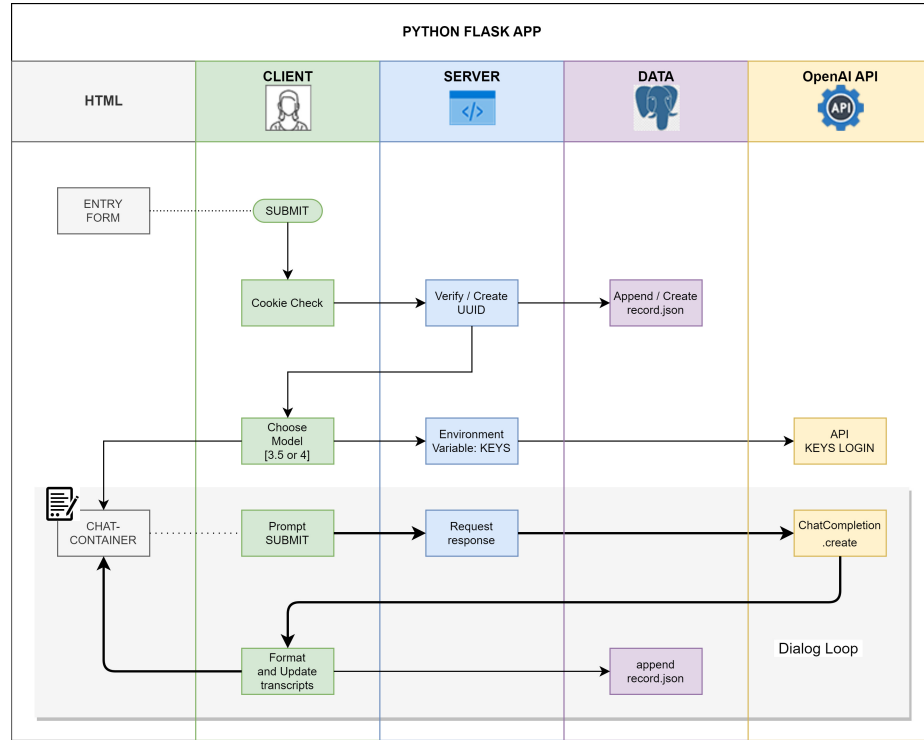 PYTHON FLASK APP
HTML
CLIENT
SERVER
DATA
OpenAI API
</>
API
ENTRY
FORM
SUBMIT
Cookie Check
Verify / Create
UUID
Append / Create
record.json
Choose
Model
[3.5 or 4]
Environment
Variable: KEYS
API
KEYS LOGIN
CHAT-
CONTAINER
Prompt
SUBMIT
Request
response
ChatCompletion
.create
Format
and Update
transcripts
append
record.json
Dialog Loop